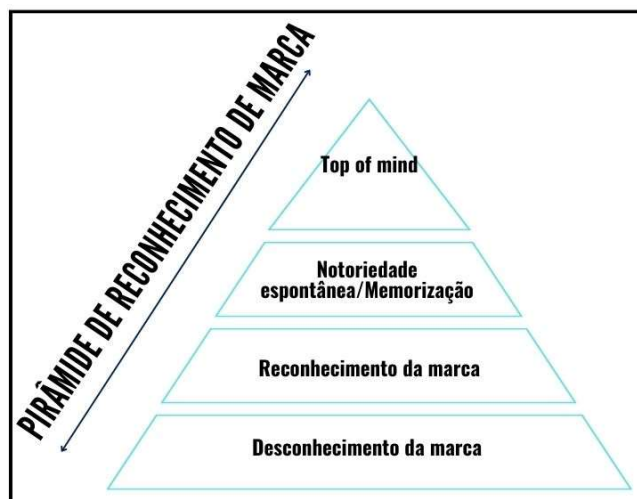 PIRÂMIDE DE RECONHECIMENTO DE MARCA
Top of mind
Notoriedade
espontânea/Memorização
Reconhecimento da marca
Desconhecimento da marca